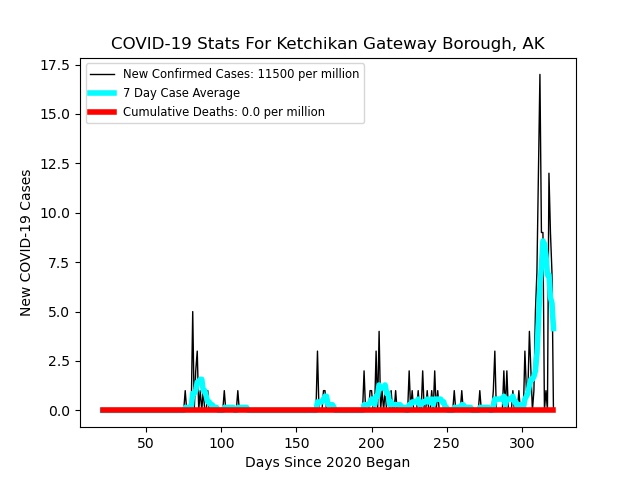 COVID-19 Stats For Ketchikan Gateway Borough, AK
New Confirmed Cases: 11500 per million
7 Day Case Average
Cumulative Deaths: 0.0 per million
17.5
15.0
12.5
10.0
7.5
5.0
2.5
0.0
New COVID-19 Cases
50 100 150 200 250 300
Days Since 2020 Began